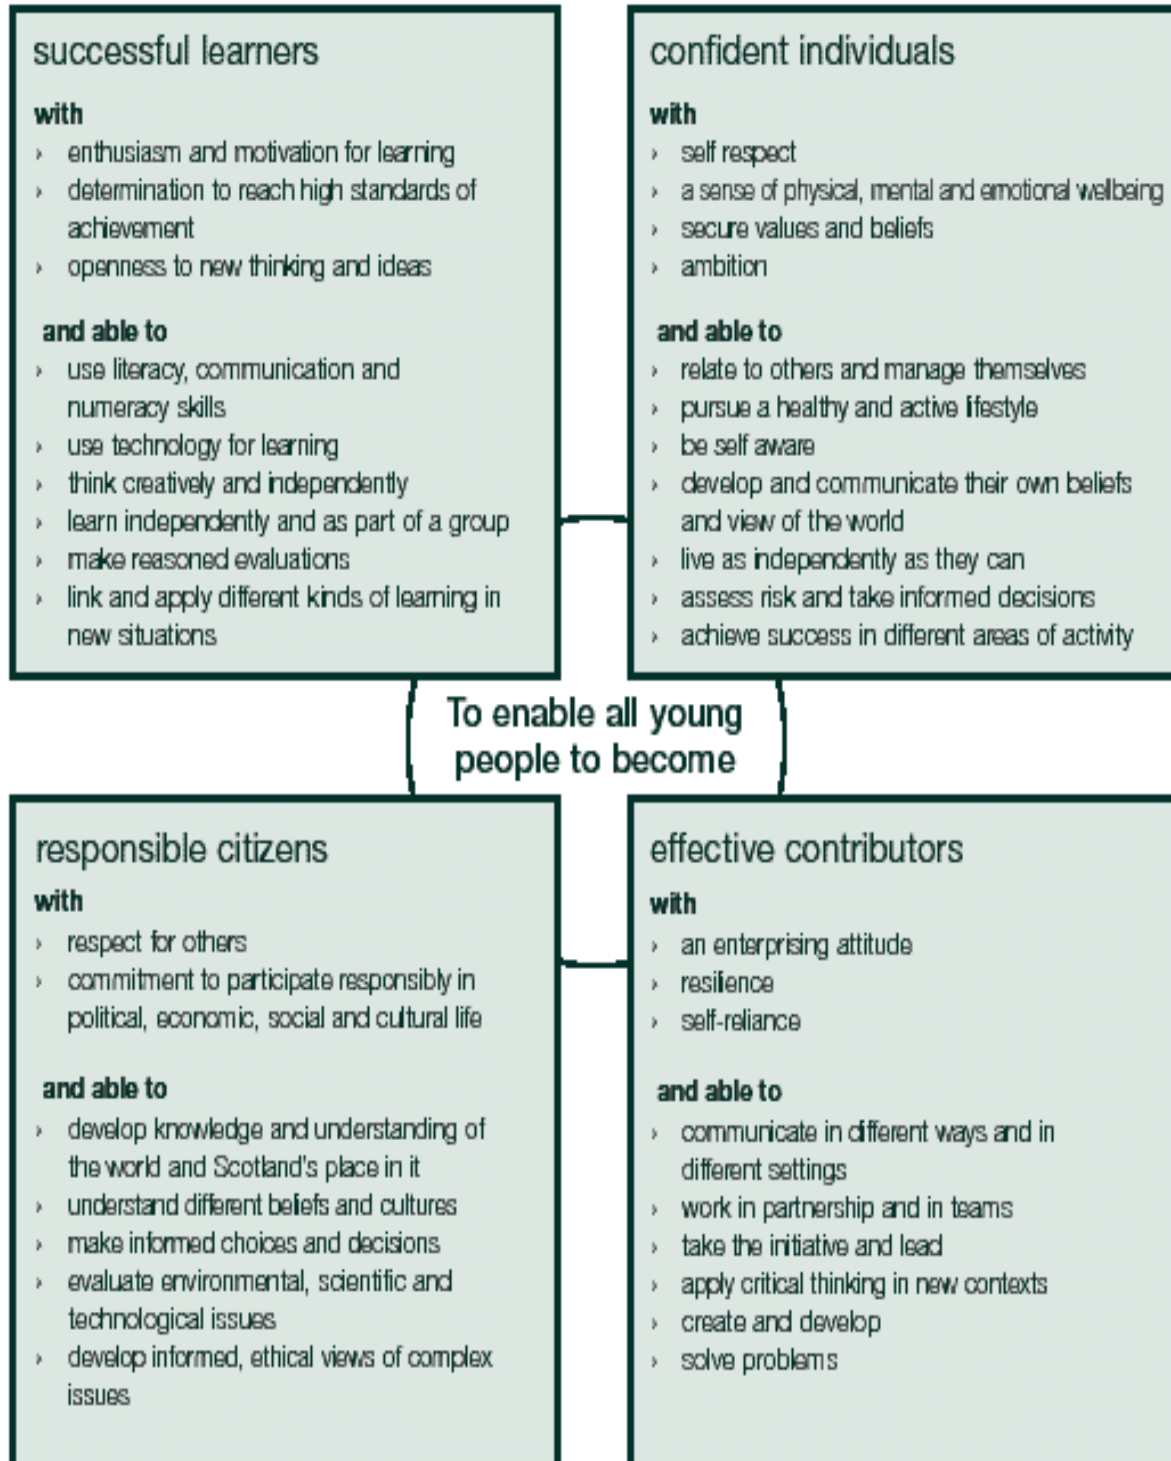 successful learners
with
› enthusiasm and motivation for learning
› determination to reach high standards of
achievement
› openness to new thinking and ideas
and able to
› use literacy, communication and
numeracy skills
› use technology for learning
› think creatively and independently
› learn independently and as part of a group
› make reasoned evaluations
› link and apply different kinds of learning in
new situations
confident individuals
with
› self respect
› a sense of physical, mental and emotional wellbeing
› secure values and beliefs
› ambition
and able to
› relate to others and manage themselves
› pursue a healthy and active lifestyle
› be self aware
› develop and communicate their own beliefs
and view of the world
› live as independently as they can
› assess risk and take informed decisions
› achieve success in different areas of activity
To enable all young
people to become
responsible citizens
with
› respect for others
› commitment to participate responsibly in
political, economic, social and cultural life
and able to
› develop knowledge and understanding of
the world and Scotland's place in it
› understand different beliefs and cultures
› make informed choices and decisions
› evaluate environmental, scientific and
technological issues
› develop informed, ethical views of complex
issues
effective contributors
with
› an enterprising attitude
› resilience
› self-reliance
and able to
› communicate in different ways and in
different settings
› work in partnership and in teams
› take the initiative and lead
› apply critical thinking in new contexts
› create and develop
› solve problems